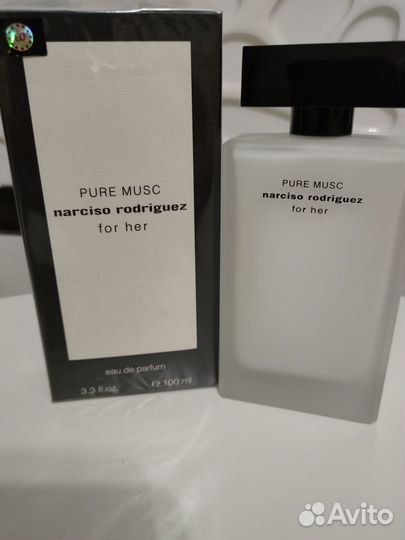 PURE MUSC
narciso rodriguez
for her
eau de parfum
3.3 fl.oz. e 100 ml
PURE MUSC
narciso rodriguez
for her
Avito